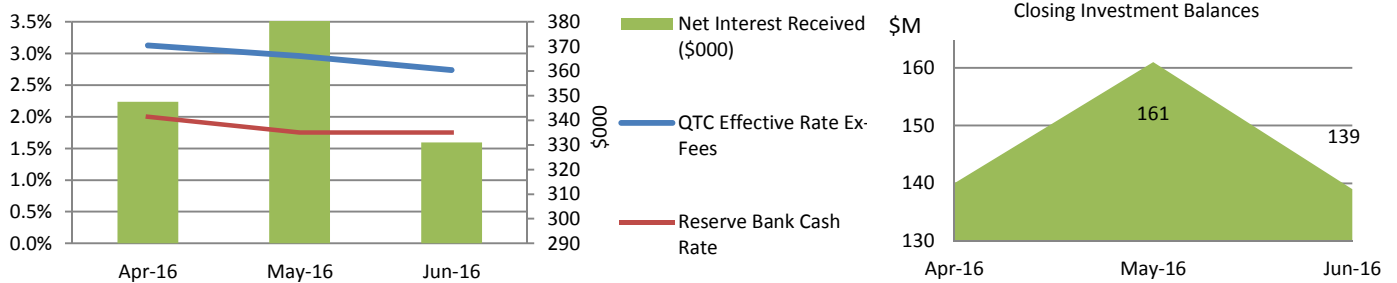 3.5%
3.0%
2.5%
2.0%
1.5%
1.0%
0.5%
0.0%
Apr-16
May-16
Jun-16
380
370
360
350
340
330
320
310
300
290
$000
Net Interest Received
($000)
QTC Effective Rate Ex-
Fees
Reserve Bank Cash
Rate
Closing Investment Balances
$M
160
150
140
130
161
139
Apr-16
May-16
Jun-16